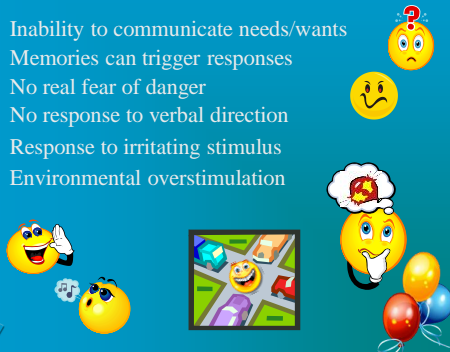 Inability to communicate needs/wants
Memories can trigger responses
No real fear of danger
No response to verbal direction
Response to irritating stimulus
Environmental overstimulation
?